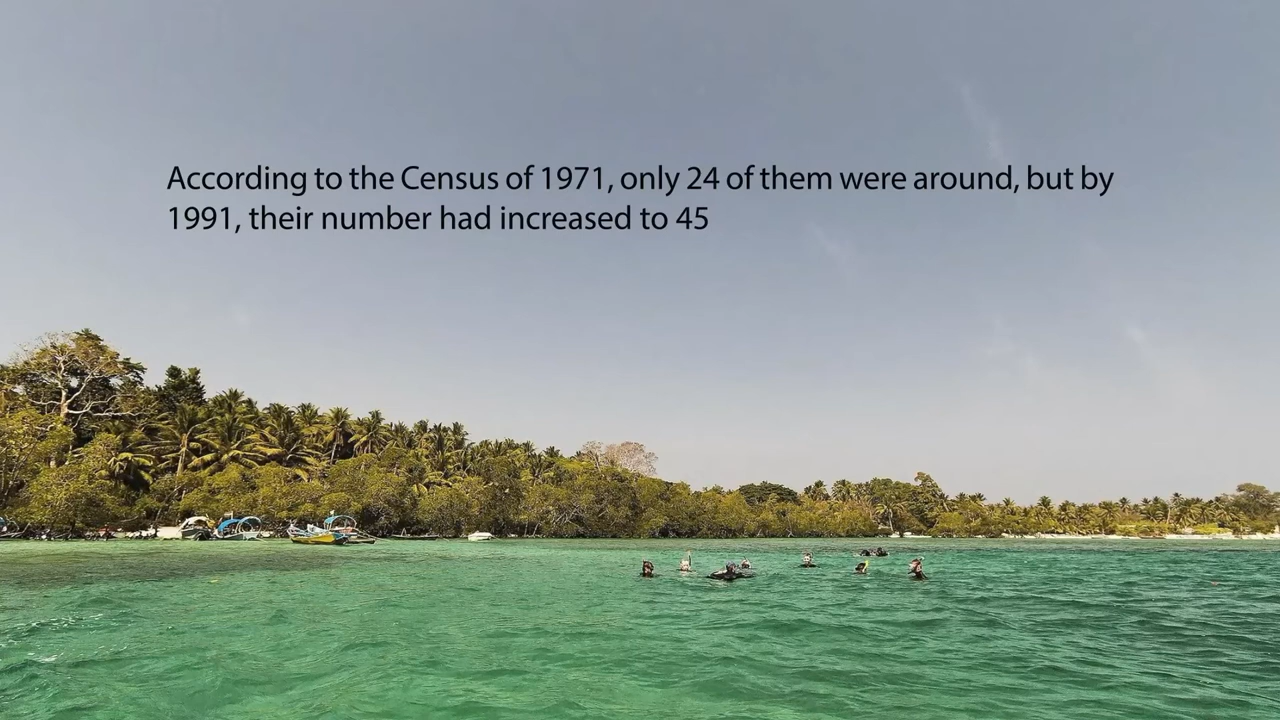 According to the Census of 1971, only 24 of them were around, but by
1991, their number had increased to 45